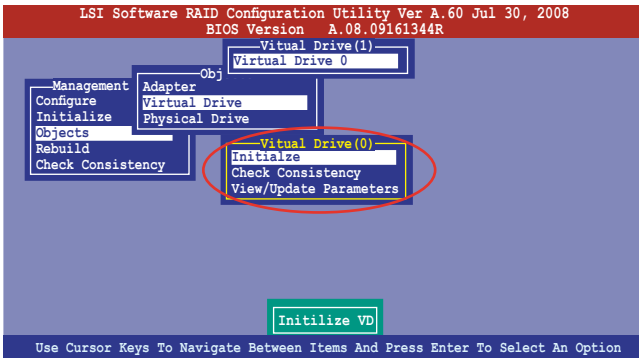 LSI Software RAID Configuration Utility Ver A.60 Jul 30, 2008
BIOS Version A.08.09161344R
Vitual Drive(1)
Virtual Drive 0
Obj
Adapter
Virtual Drive
Physical Drive
Management
Configure
Initialize
Objects
Rebuild
Check Consistency
Vitual Drive(0)
Initialze
Check Consistency
View/Update Parameters
Initilize VD
Use Cursor Keys To Navigate Between Items And Press Enter To Select An Option